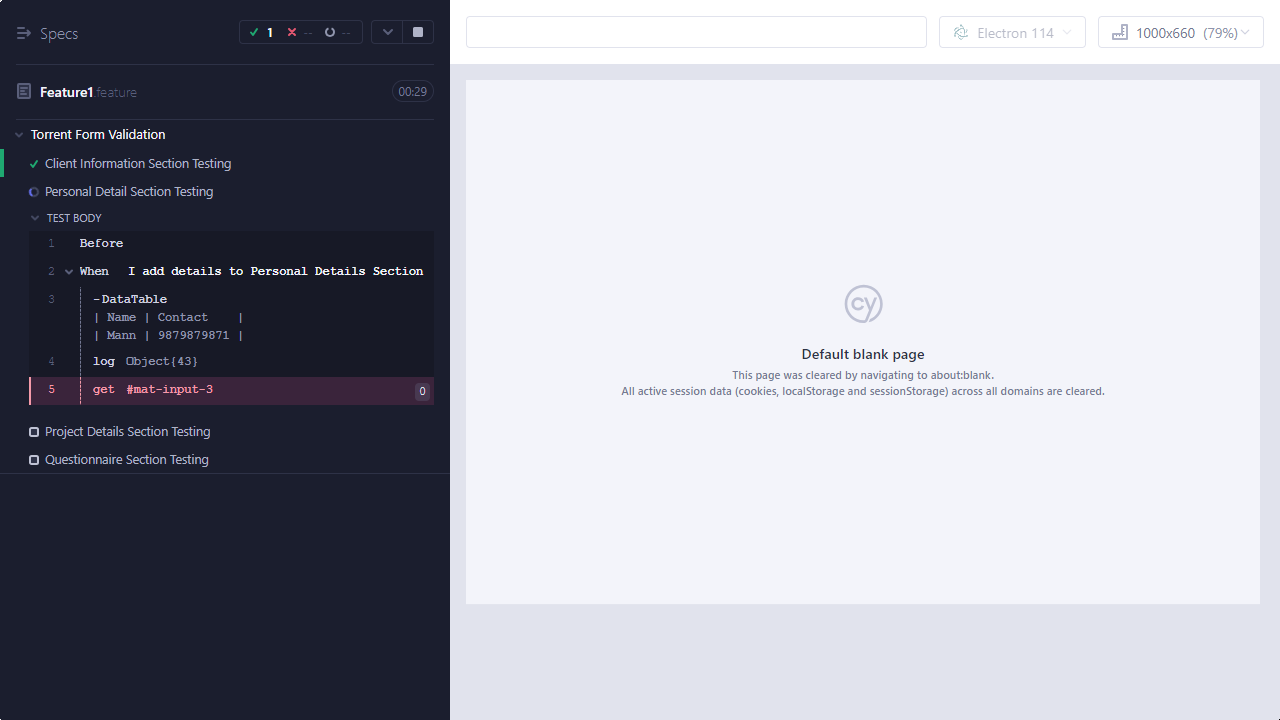 Specs
1 -- --
Feature1.feature 00:29
Torrent Form Validation
Client Information Section Testing
Personal Detail Section Testing
TEST BODY
1 Before
2 When I add details to Personal Details Section
3 -DataTable
| Name | Contact |
| Mann | 9879879871 |
4 log Object{43}
5 get #mat-input-3 0
Project Details Section Testing
Questionnaire Section Testing
Electron 114
1000x660 (79%)
cy
Default blank page
This page was cleared by navigating to about:blank.
All active session data (cookies, localStorage and sessionStorage) across all domains are cleared.